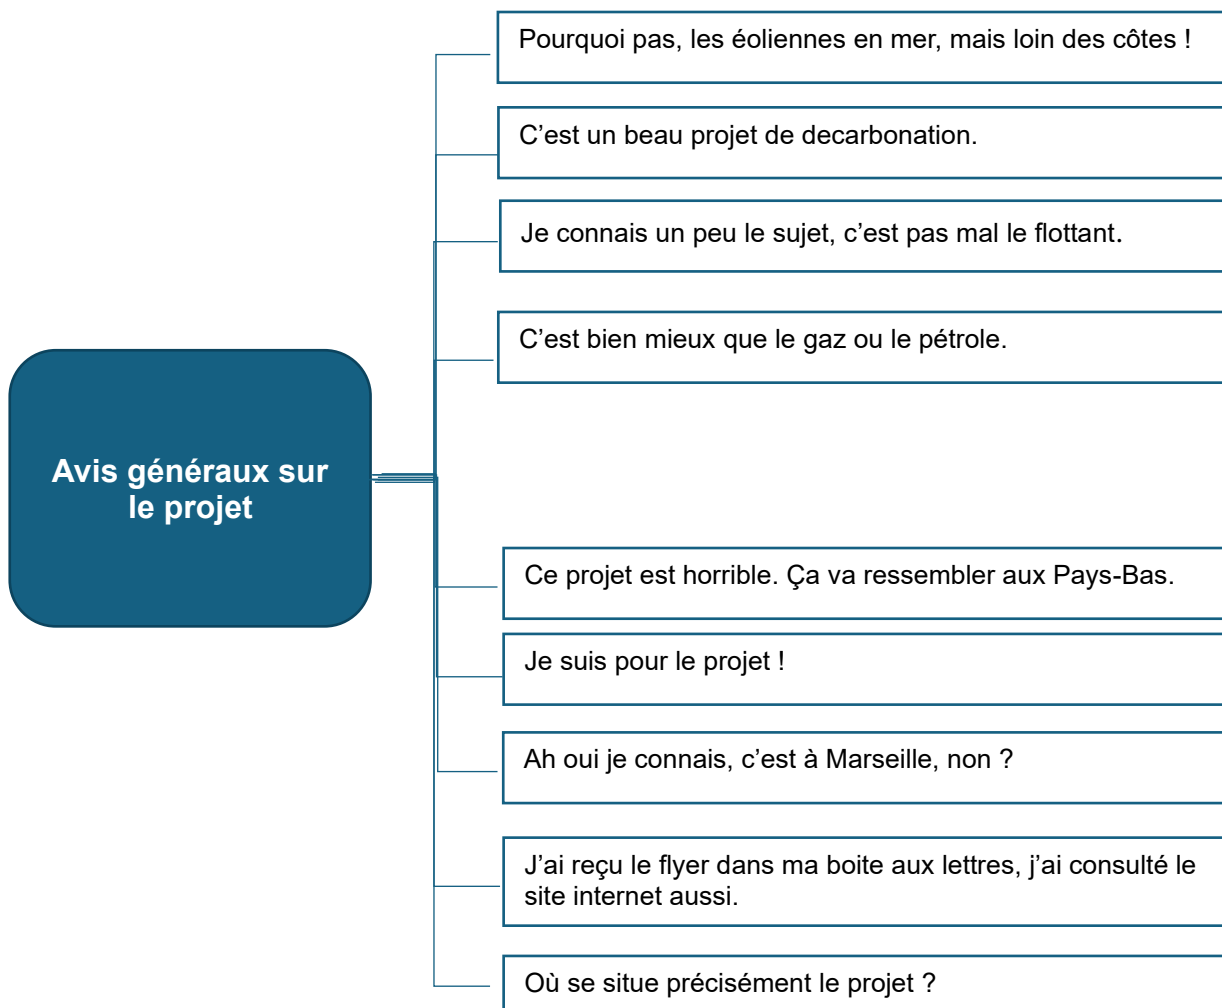 Pourquoi pas, les éoliennes en mer, mais loin des côtes !
C’est un beau projet de decarbonation.
Je connais un peu le sujet, c’est pas mal le flottant.
C’est bien mieux que le gaz ou le pétrole.
Avis généraux sur
le projet
Ce projet est horrible. Ça va ressembler aux Pays-Bas.
Je suis pour le projet !
Ah oui je connais, c’est à Marseille, non ?
J’ai reçu le flyer dans ma boite aux lettres, j’ai consulté le
site internet aussi.
Où se situe précisément le projet ?